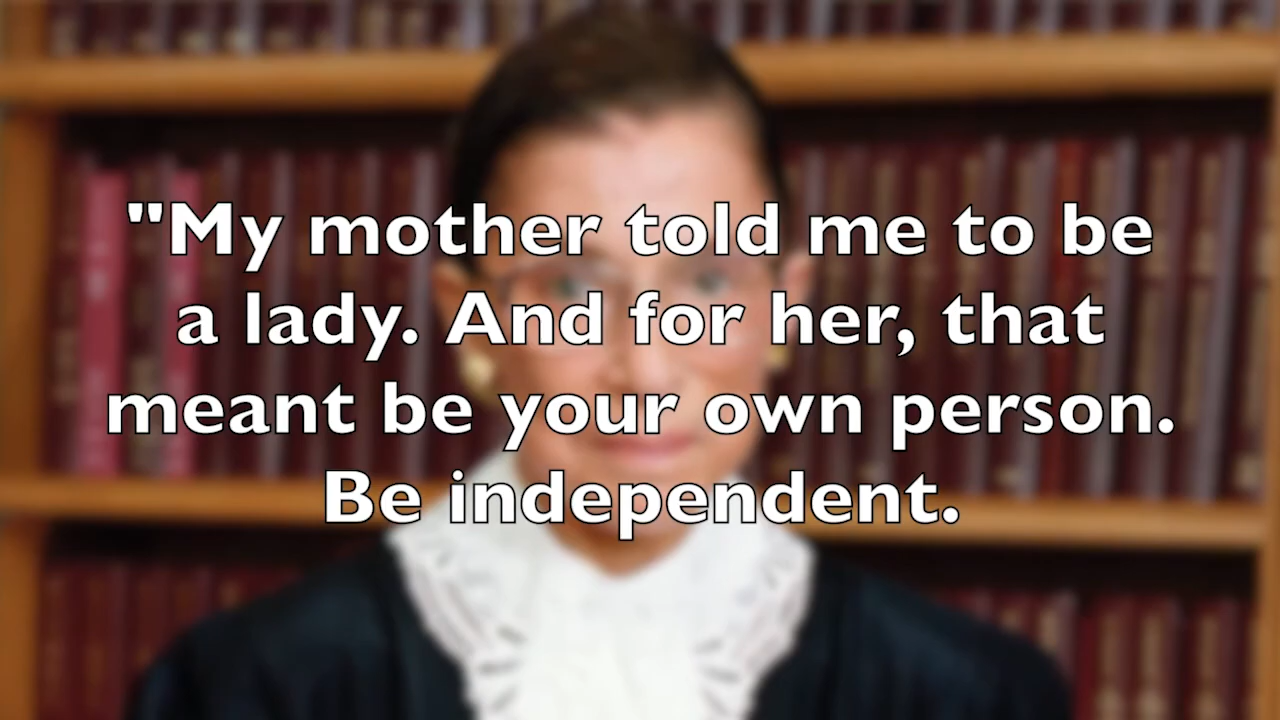 "My mother told me to be
a lady. And for her, that
meant be your own person.
Be independent.